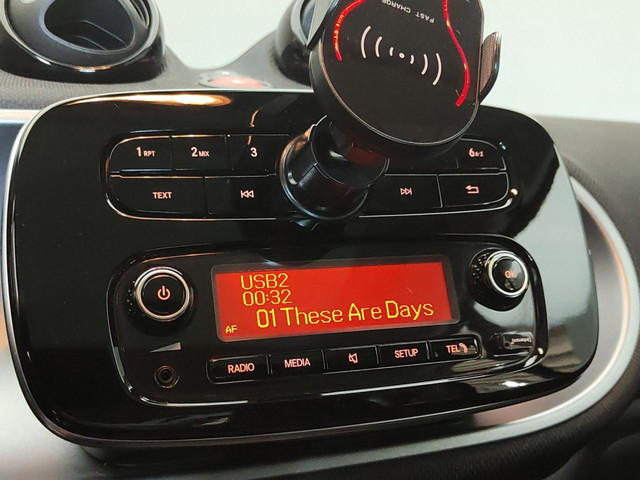 FAST CHARGE
1 RPT
2 MIX
3
6 A-Z
TEXT
USB2
00:32
01 These Are Days
AF
OK
RADIO
MEDIA
SETUP
TEL